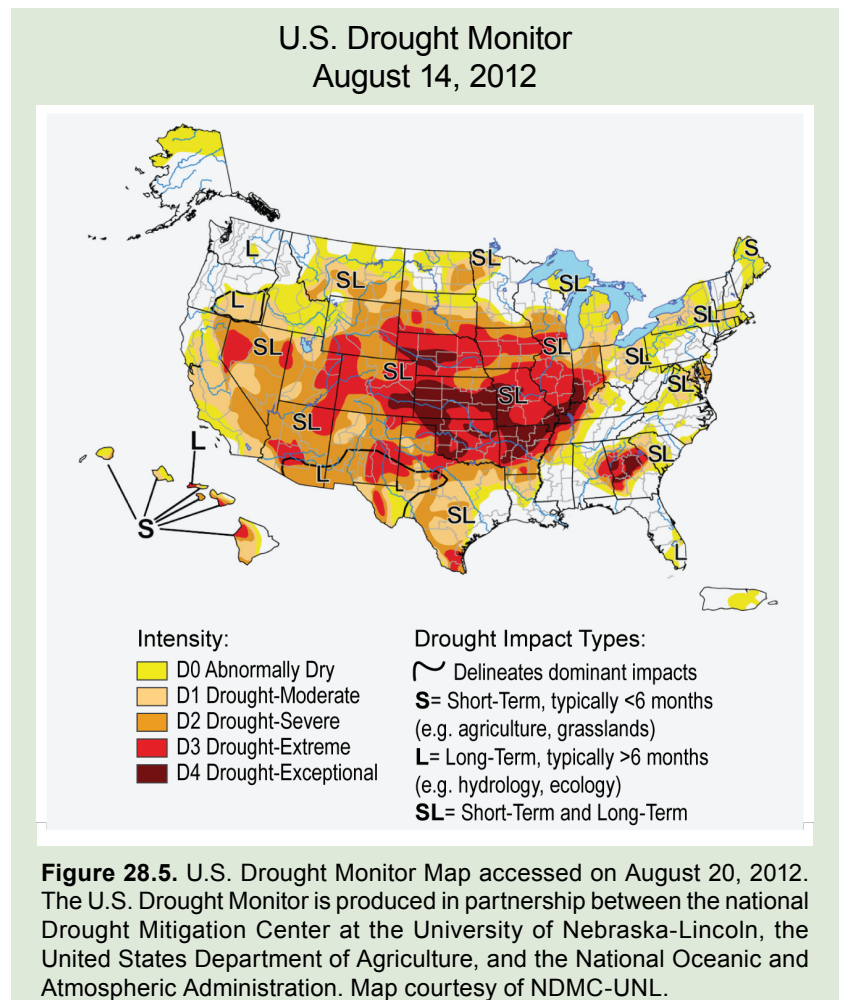 U.S. Drought Monitor
August 14, 2012
L
SL
SL
SL
S
L
SL
SL
SL
SL
SL
SL
SL
SL
L
SL
L
L
SL
S
SL
L
Intensity:
D0 Abnormally Dry
D1 Drought-Moderate
D2 Drought-Severe
D3 Drought-Extreme
D4 Drought-Exceptional
Drought Impact Types:
Delineates dominant impacts
S= Short-Term, typically <6 months
(e.g. agriculture, grasslands)
L= Long-Term, typically >6 months
(e.g. hydrology, ecology)
SL= Short-Term and Long-Term
Figure 28.5. U.S. Drought Monitor Map accessed on August 20, 2012.
The U.S. Drought Monitor is produced in partnership between the national
Drought Mitigation Center at the University of Nebraska-Lincoln, the
United States Department of Agriculture, and the National Oceanic and
Atmospheric Administration. Map courtesy of NDMC-UNL.